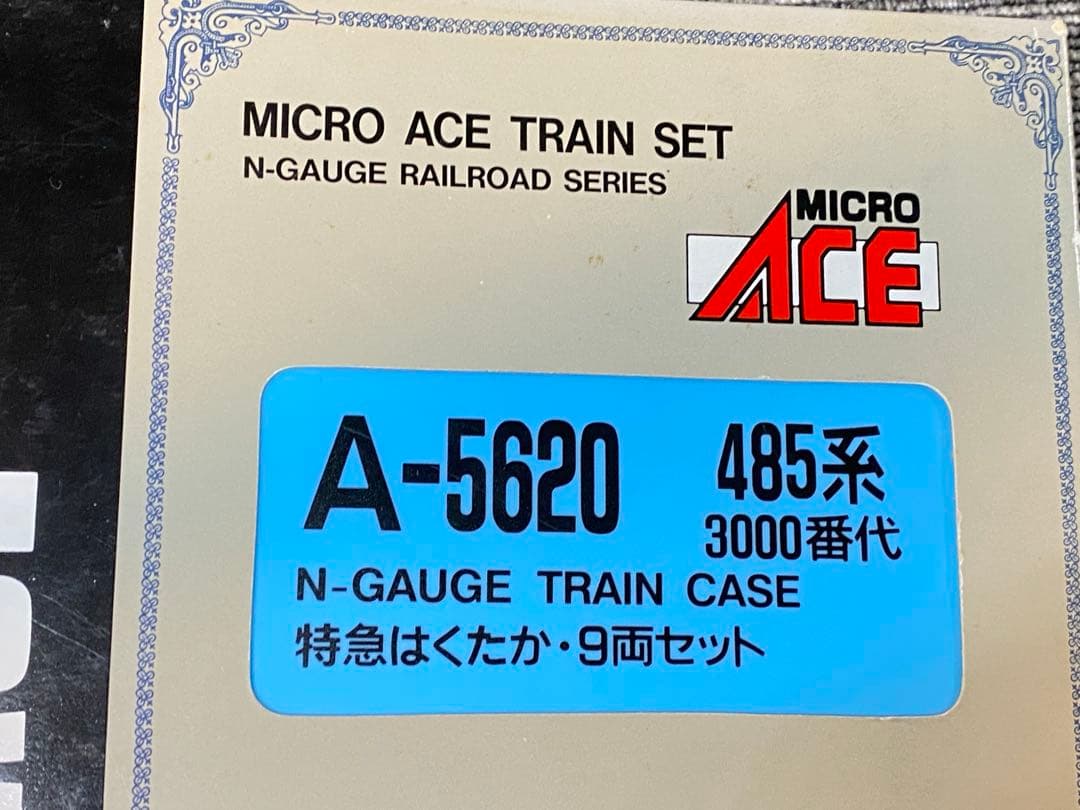 MICRO ACE TRAIN SET
N-GAUGE RAILROAD SERIES
MICRO
ACE
A-5620 485系
3000番代
N-GAUGE TRAIN CASE
特急はくたか・9両セット